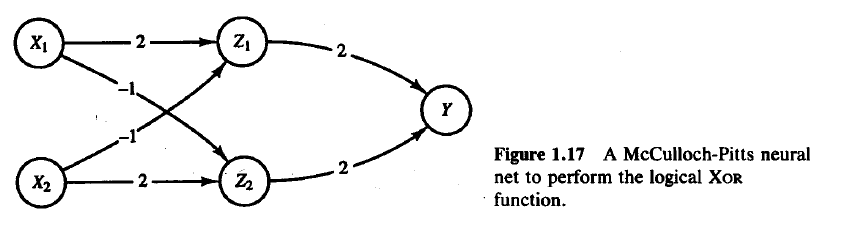 X1 2 Z1 2
-1
Y
-1
X2 2 Z2 2
Figure 1.17 A McCulloch-Pitts neural
net to perform the logical XOR
function.